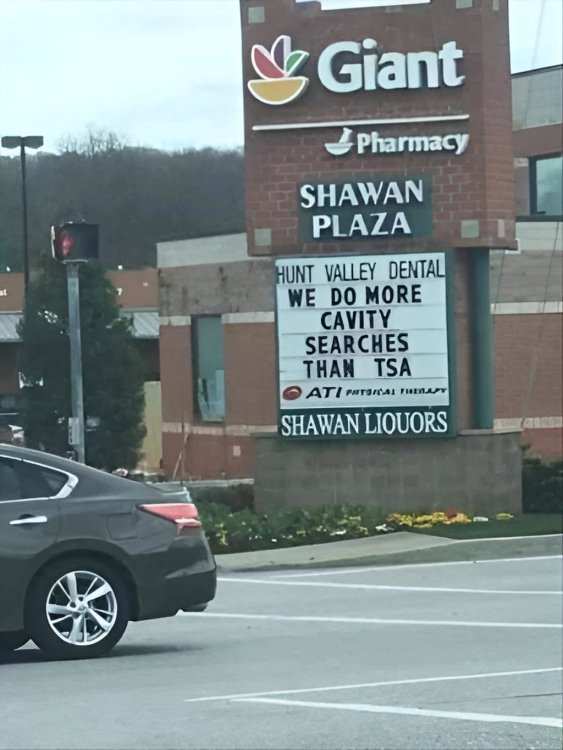 Giant
Pharmacy
SHAWAN
PLAZA
HUNT VALLEY DENTAL
WE DO MORE
CAVITY
SEARCHES
THAN TSA
ATI PHYSICAL THERAPY
SHAWAN LIQUORS